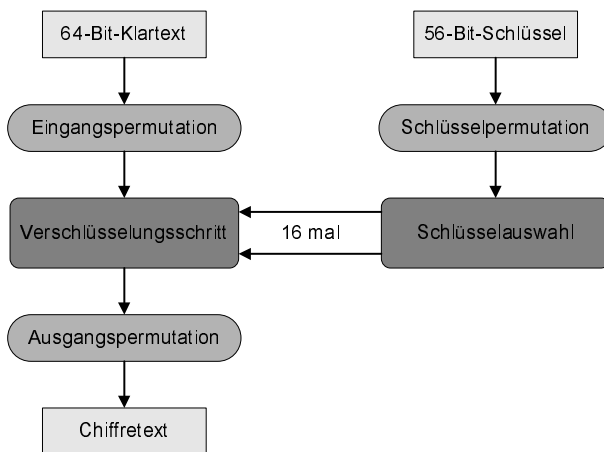 64-Bit-Klartext
56-Bit-Schlüssel
Eingangspermutation
Schlüsselpermutation
Verschlüsselungsschritt
16 mal
Schlüsselauswahl
Ausgangspermutation
Chiffretext